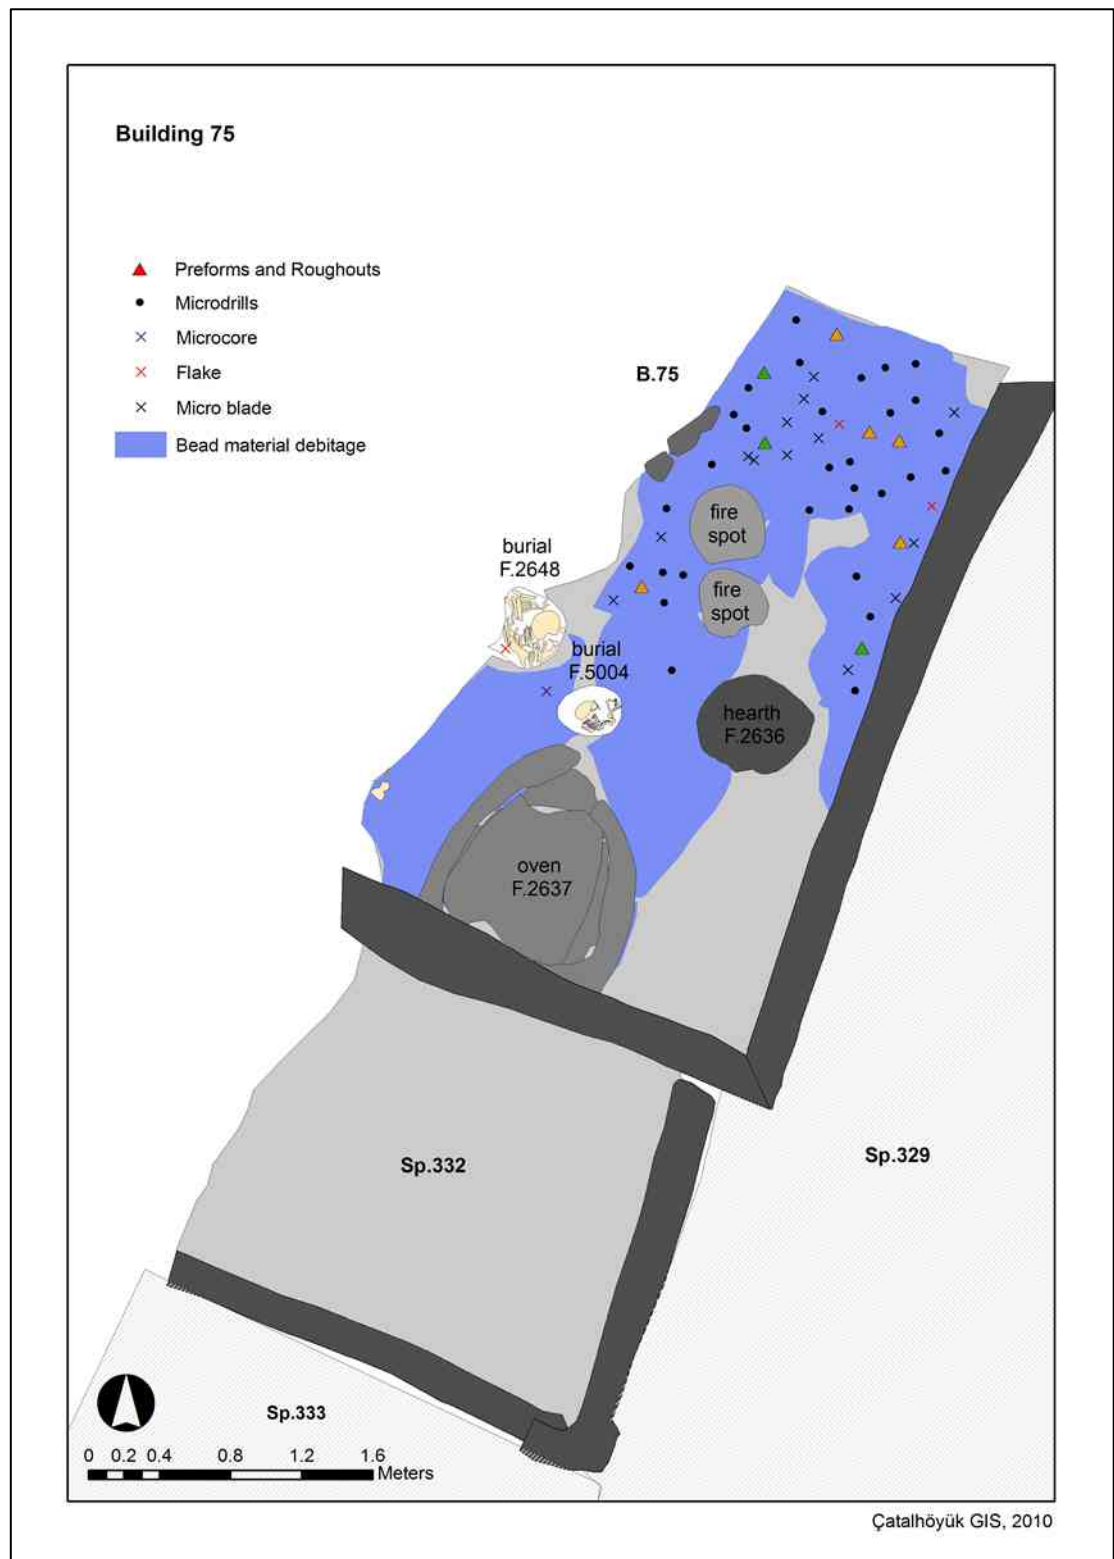 Building 75
Preforms and Roughouts
Microdrills
Microcore
Flake
Micro blade
Bead material debitage
B.75
fire
spot
burial
F.2648
fire
spot
burial
F.5004
hearth
F.2636
oven
F.2637
Sp.332
Sp.329
Sp.333
0 0.2 0.4 0.8 1.2 1.6
Meters
Çatalhöyük GIS, 2010